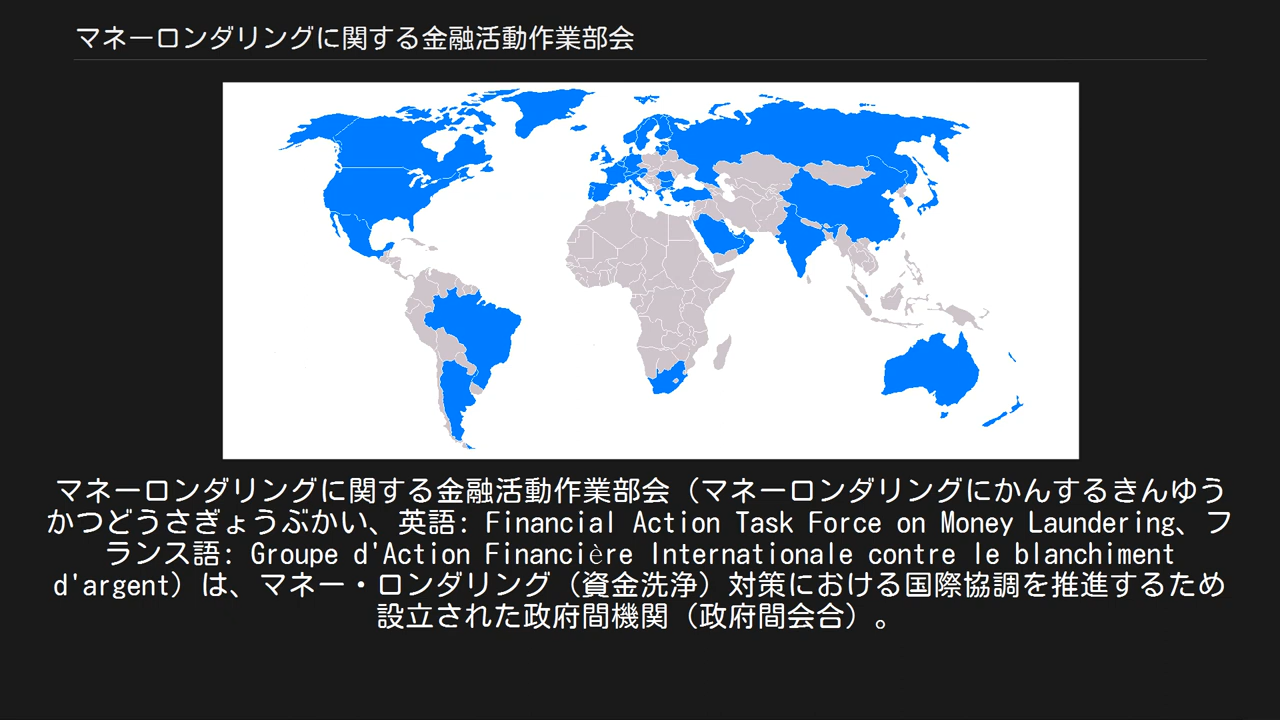 マネーロンダリングに関する金融活動作業部会
マネーロンダリングに関する金融活動作業部会（マネーロンダリングにかんするきんゆう
かつどうさぎょうぶかい、英語: Financial Action Task Force on Money Laundering、フ
ランス語: Groupe d'Action Financière Internationale contre le blanchiment
d'argent）は、マネー・ロンダリング（資金洗浄）対策における国際協調を推進するため
設立された政府間機関（政府間会合）。